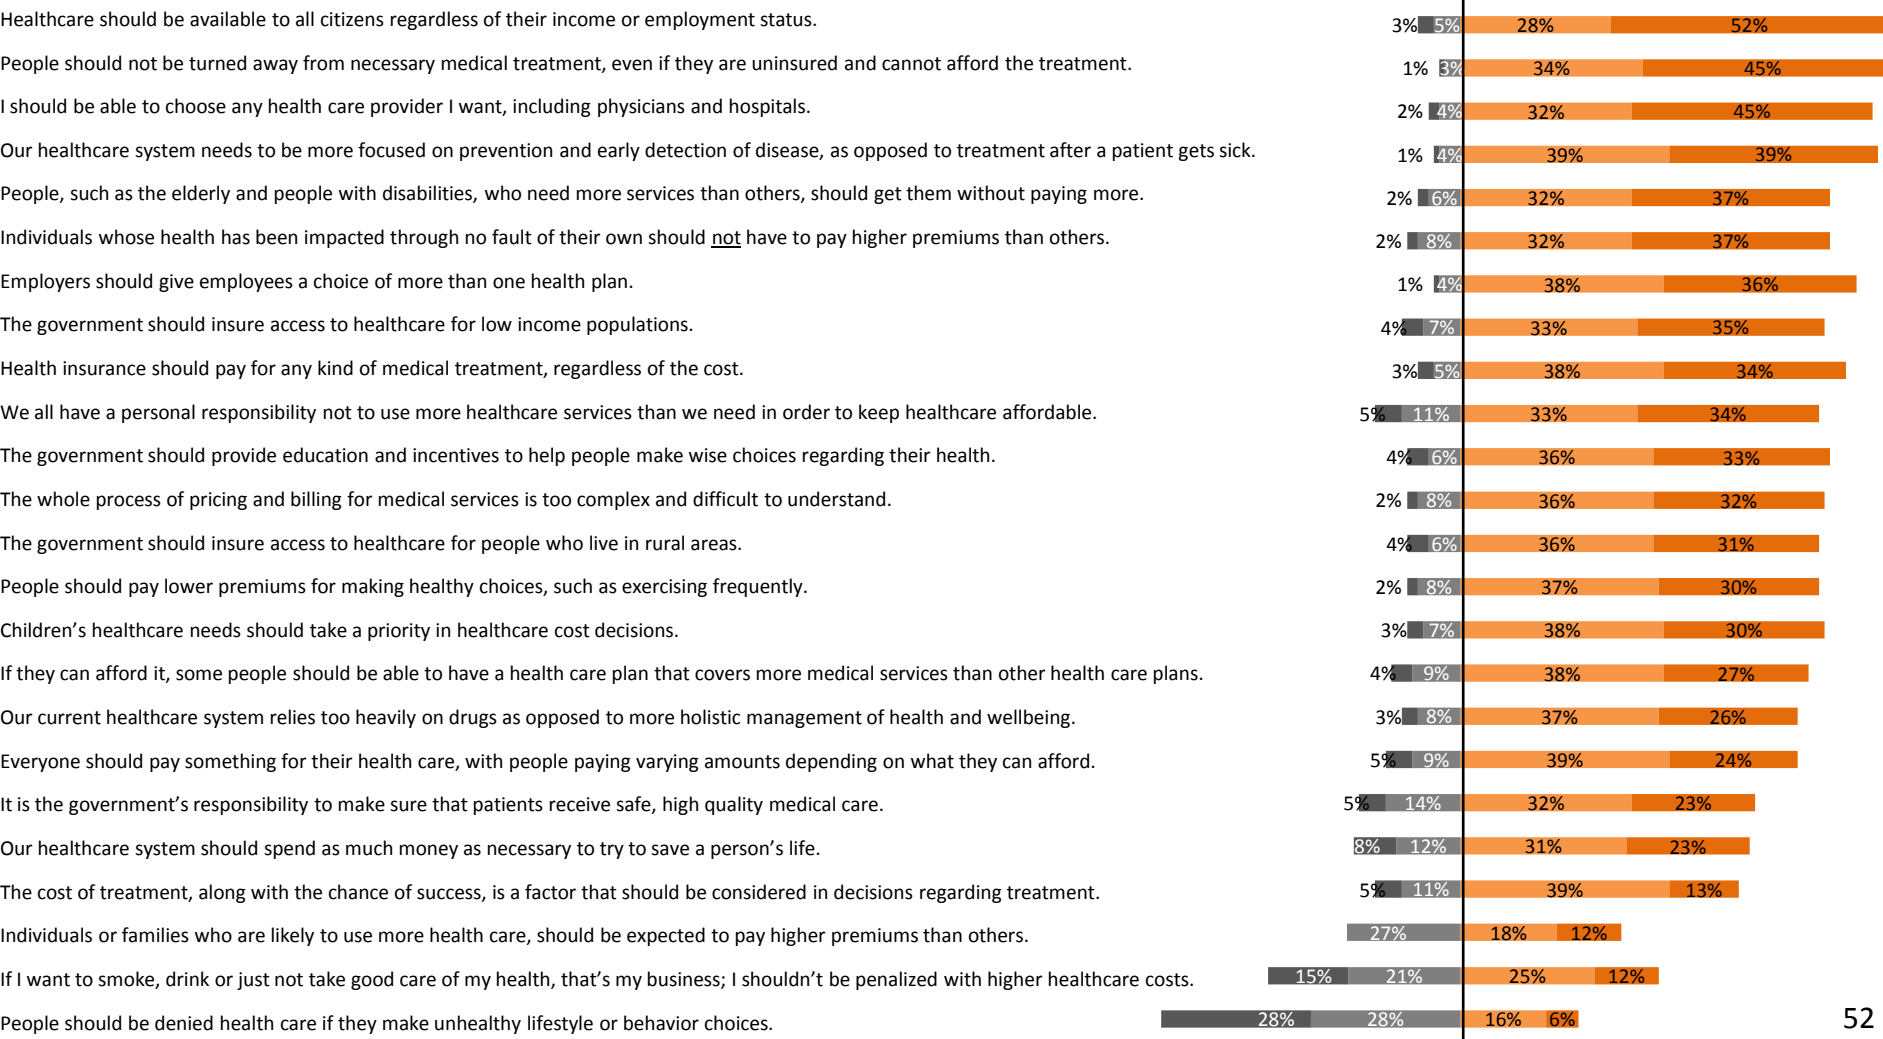 Healthcare should be available to all citizens regardless of their income or employment status. 3% 5% 28% 52%
People should not be turned away from necessary medical treatment, even if they are uninsured and cannot afford the treatment. 1% 3% 34% 45%
I should be able to choose any health care provider I want, including physicians and hospitals. 2% 4% 32% 45%
Our healthcare system needs to be more focused on prevention and early detection of disease, as opposed to treatment after a patient gets sick. 1% 4% 39% 39%
People, such as the elderly and people with disabilities, who need more services than others, should get them without paying more. 2% 6% 32% 37%
Individuals whose health has been impacted through no fault of their own should not have to pay higher premiums than others. 2% 8% 32% 37%
Employers should give employees a choice of more than one health plan. 1% 4% 38% 36%
The government should insure access to healthcare for low income populations. 4% 7% 33% 35%
Health insurance should pay for any kind of medical treatment, regardless of the cost. 3% 5% 38% 34%
We all have a personal responsibility not to use more healthcare services than we need in order to keep healthcare affordable. 5% 11% 33% 34%
The government should provide education and incentives to help people make wise choices regarding their health. 4% 6% 36% 33%
The whole process of pricing and billing for medical services is too complex and difficult to understand. 2% 8% 36% 32%
The government should insure access to healthcare for people who live in rural areas. 4% 6% 36% 31%
People should pay lower premiums for making healthy choices, such as exercising frequently. 2% 8% 37% 30%
Children’s healthcare needs should take a priority in healthcare cost decisions. 3% 7% 38% 30%
If they can afford it, some people should be able to have a health care plan that covers more medical services than other health care plans. 4% 9% 38% 27%
Our current healthcare system relies too heavily on drugs as opposed to more holistic management of health and wellbeing. 3% 8% 37% 26%
Everyone should pay something for their health care, with people paying varying amounts depending on what they can afford. 5% 9% 39% 24%
It is the government’s responsibility to make sure that patients receive safe, high quality medical care. 5% 14% 32% 23%
Our healthcare system should spend as much money as necessary to try to save a person’s life. 8% 12% 31% 23%
The cost of treatment, along with the chance of success, is a factor that should be considered in decisions regarding treatment. 5% 11% 39% 13%
Individuals or families who are likely to use more health care, should be expected to pay higher premiums than others. 27% 18% 12%
If I want to smoke, drink or just not take good care of my health, that’s my business; I shouldn’t be penalized with higher healthcare costs. 15% 21% 25% 12%
People should be denied health care if they make unhealthy lifestyle or behavior choices. 28% 28% 16% 6%
52